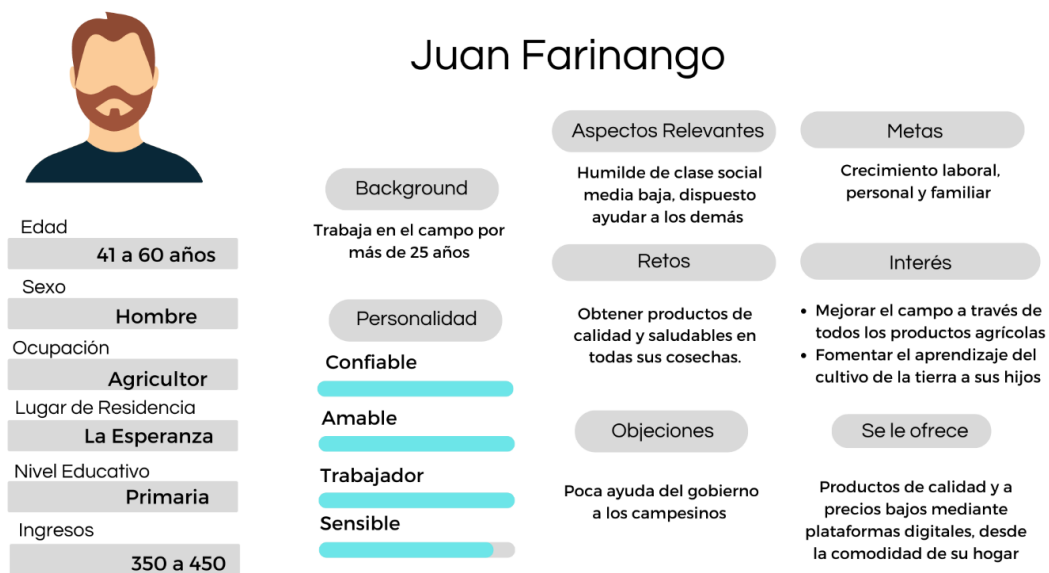 Juan Farinango
Edad
41 a 60 años
Sexo
Hombre
Ocupación
Agricultor
Lugar de Residencia
La Esperanza
Nivel Educativo
Primaria
Ingresos
350 a 450
Background
Trabaja en el campo por
más de 25 años
Personalidad
Confiable
Amable
Trabajador
Sensible
Aspectos Relevantes
Humilde de clase social
media baja, dispuesto
ayudar a los demás
Retos
Obtener productos de
calidad y saludables en
todas sus cosechas.
Objeciones
Poca ayuda del gobierno
a los campesinos
Metas
Crecimiento laboral,
personal y familiar
Interés
• Mejorar el campo a través de
todos los productos agrícolas
• Fomentar el aprendizaje del
cultivo de la tierra a sus hijos
Se le ofrece
Productos de calidad y a
precios bajos mediante
plataformas digitales, desde
la comodidad de su hogar